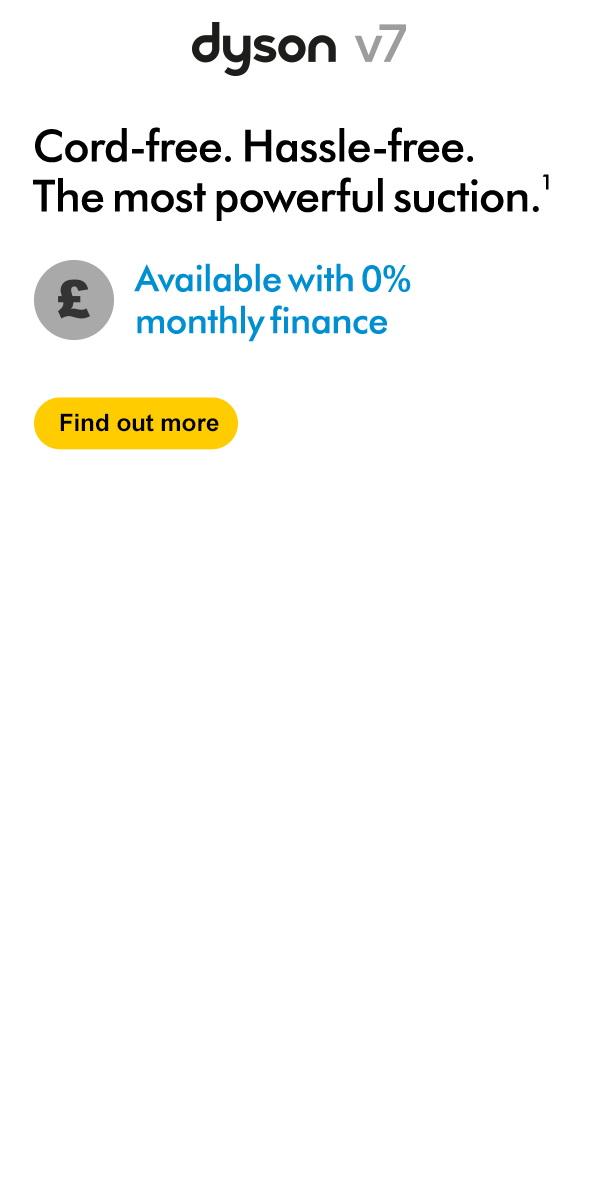 dyson v7
Cord-free. Hassle-free.
The most powerful suction.¹
£
Available with 0%
monthly finance
Find out more